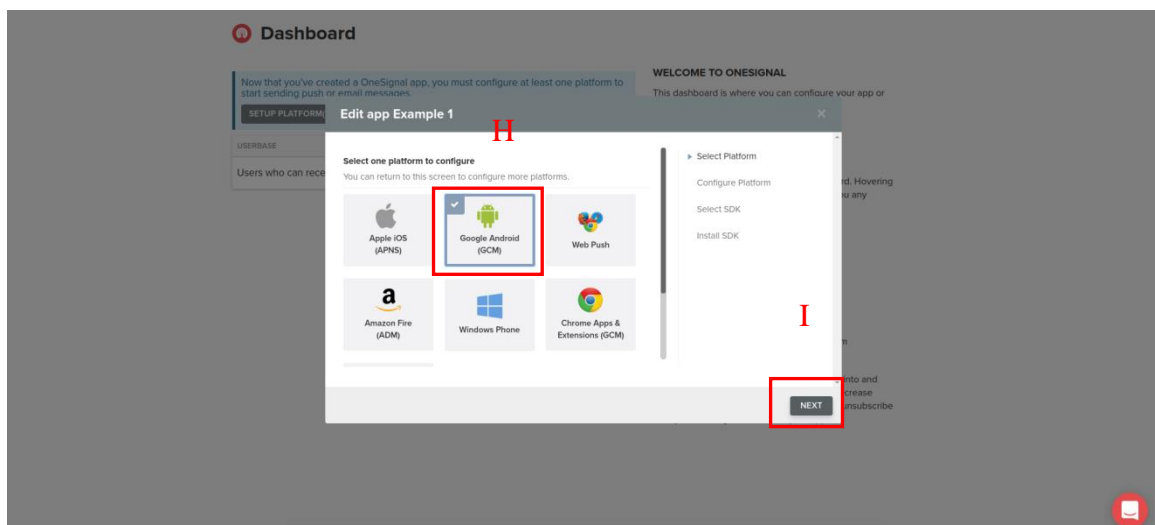 Dashboard
Now that you've created a OneSignal app, you must configure at least one platform to
start sending push or email messages.
SETUP PLATFORM
WELCOME TO ONESIGNAL
This dashboard is where you can configure your app or
USERBASE
Users who can rece
Edit app Example 1
H
Select one platform to configure
You can return to this screen to configure more platforms.
Apple iOS
(APNS)
Google Android
(GCM)
Web Push
Amazon Fire
(ADM)
Windows Phone
Chrome Apps &
Extensions (GCM)
Select Platform
Configure Platform
Select SDK
Install SDK
I
NEXT
rd. Hovering
ou any
m
into and
crease
unsubscribe